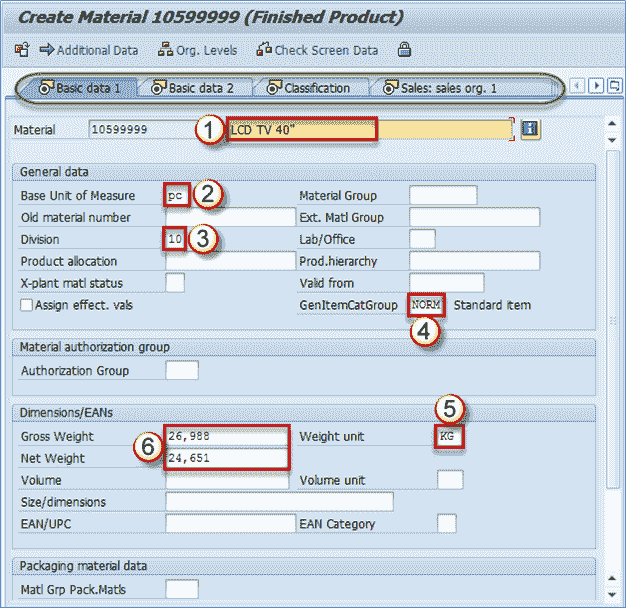 Create Material 10599999 (Finished Product)
Additional Data Org. Levels Check Screen Data
Basic data 1 Basic data 2 Classification Sales: sales org. 1
Material 10599999 1 LCD TV 40"
General data
Base Unit of Measure pc 2 Material Group
Old material number Ext. Matl Group
Division 10 3 Lab/Office
Product allocation Prod.hierarchy
X-plant matl status Valid from
Assign effect. vals GenItemCatGroup NORM Standard item
4
Material authorization group
Authorization Group
Dimensions/EANs 5
Gross Weight 26,988 Weight unit KG
6
Net Weight 24,651
Volume Volume unit
Size/dimensions
EAN/UPC EAN Category
Packaging material data
Matl Grp Pack.Matls